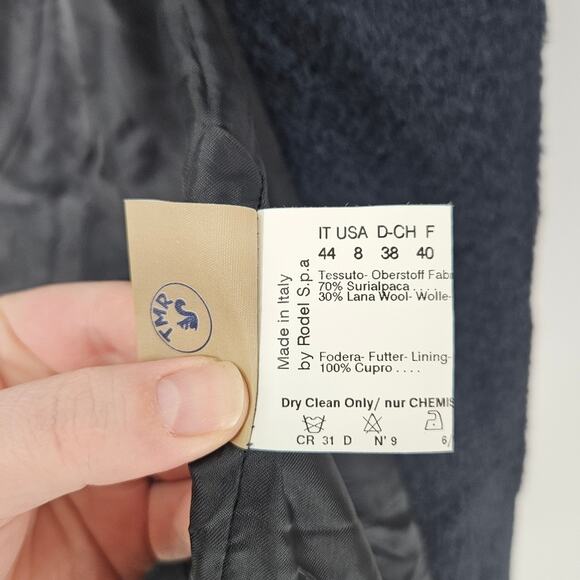 TMR
IT USA D-CH F
44 8 38 40
Made in Italy
by Rodel S.p.a
Tessuto- Oberstoff Fab
70% Surialpaca . . . .
30% Lana Wool- Wolle-
Fodera- Futter- Lining-
100% Cupro . . . .
Dry Clean Only/ nur CHEMIS
CR 31 D N' 9 6/